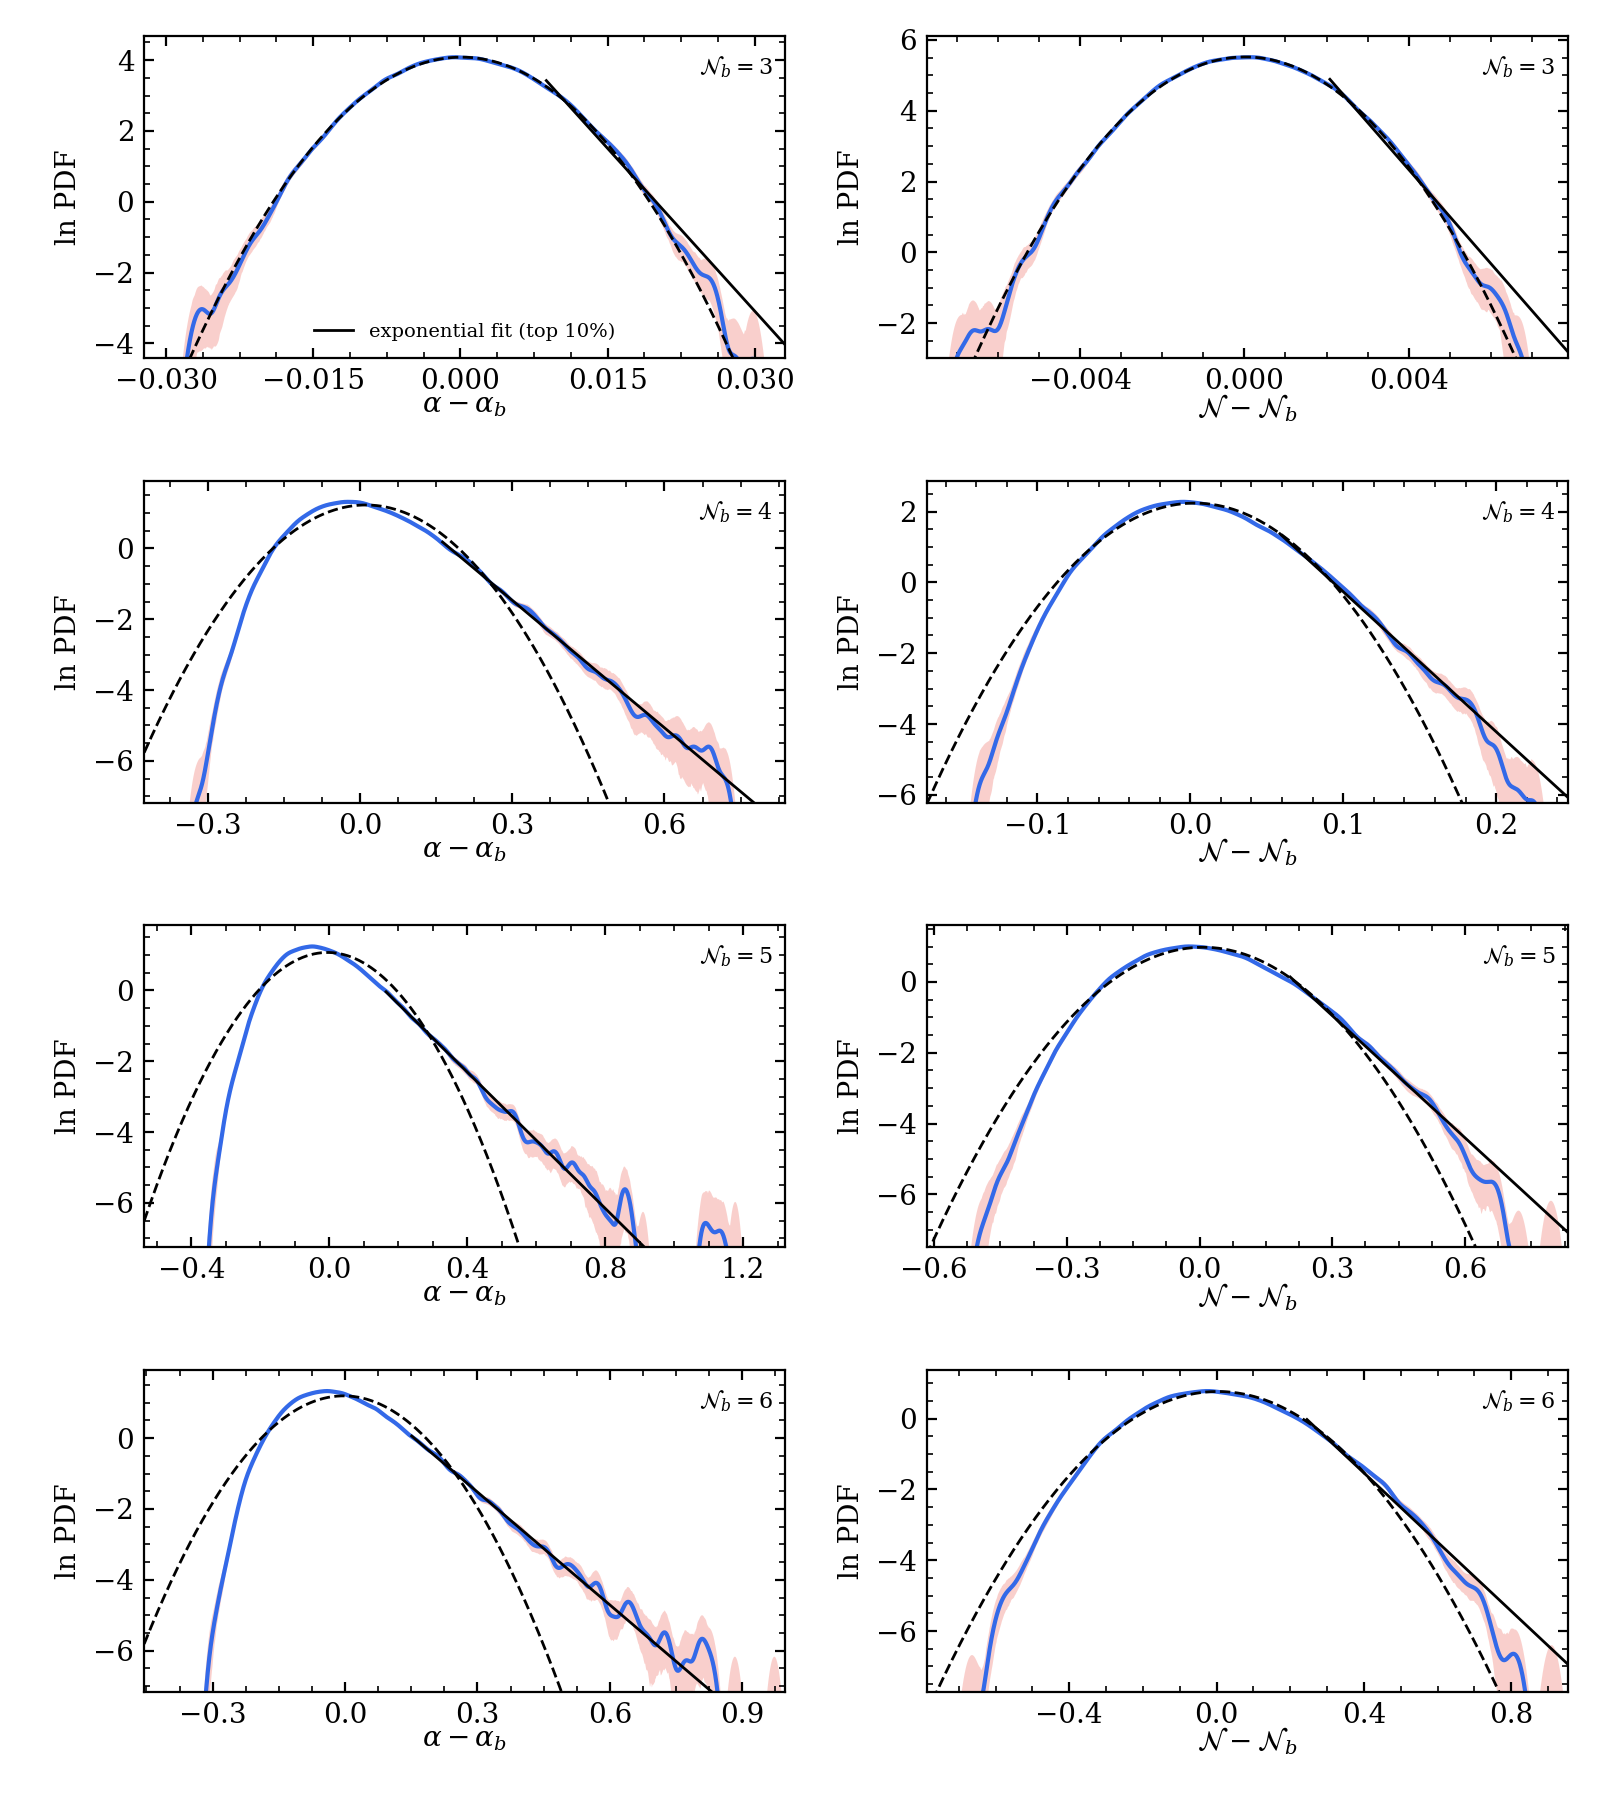 4
2
0
−2
−4
ln PDF
𝒩b = 3
exponential fit (top 10%)
−0.030 −0.015 0.000 0.015 0.030
α − αb
6
4
2
0
−2
ln PDF
𝒩b = 3
−0.004 0.000 0.004
𝒩 − 𝒩b
0
−2
−4
−6
ln PDF
𝒩b = 4
−0.3 0.0 0.3 0.6
α − αb
2
0
−2
−4
−6
ln PDF
𝒩b = 4
−0.1 0.0 0.1 0.2
𝒩 − 𝒩b
0
−2
−4
−6
ln PDF
𝒩b = 5
−0.4 0.0 0.4 0.8 1.2
α − αb
0
−2
−4
−6
ln PDF
𝒩b = 5
−0.6 −0.3 0.0 0.3 0.6
𝒩 − 𝒩b
0
−2
−4
−6
ln PDF
𝒩b = 6
−0.3 0.0 0.3 0.6 0.9
α − αb
0
−2
−4
−6
ln PDF
𝒩b = 6
−0.4 0.0 0.4 0.8
𝒩 − 𝒩b